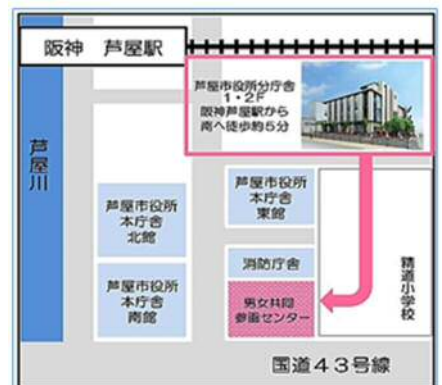 阪神 芦屋駅
芦屋市役所分庁舎
1・2F
阪神芦屋駅から
南へ徒歩約5分
芦屋川
芦屋市役所
本庁舎
北館
芦屋市役所
本庁舎
東館
消防庁舎
精道小学校
芦屋市役所
本庁舎
南館
男女共同
参画センター
国道43号線